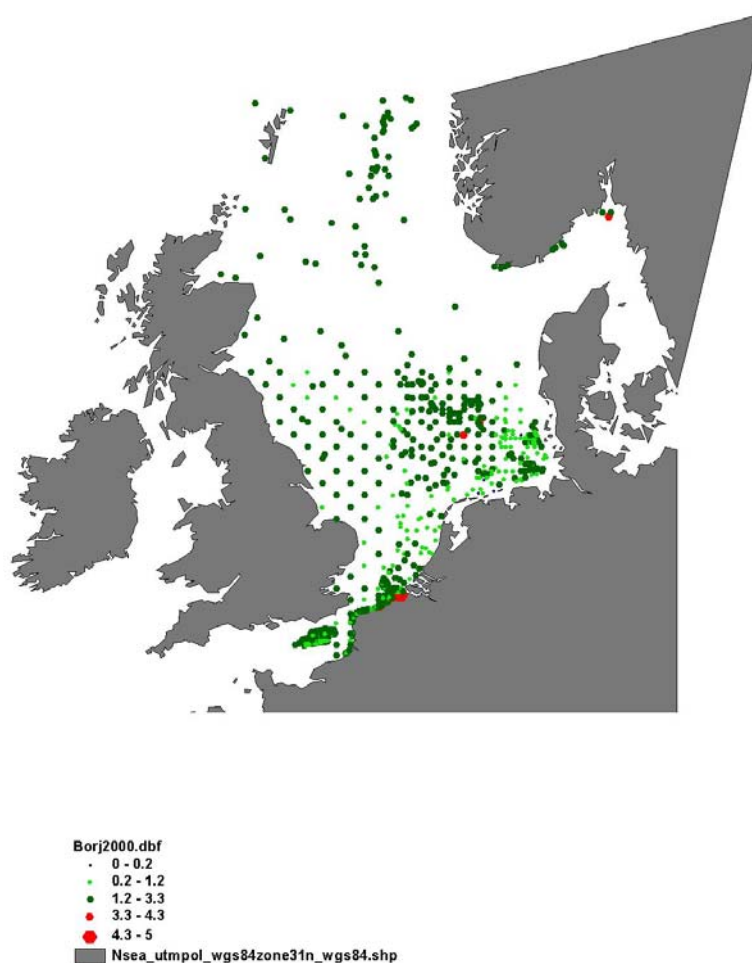 Borj2000.dbf
0 - 0.2
0.2 - 1.2
1.2 - 3.3
3.3 - 4.3
4.3 - 5
Nsea_utmpol_wgs84zone31n_wgs84.shp